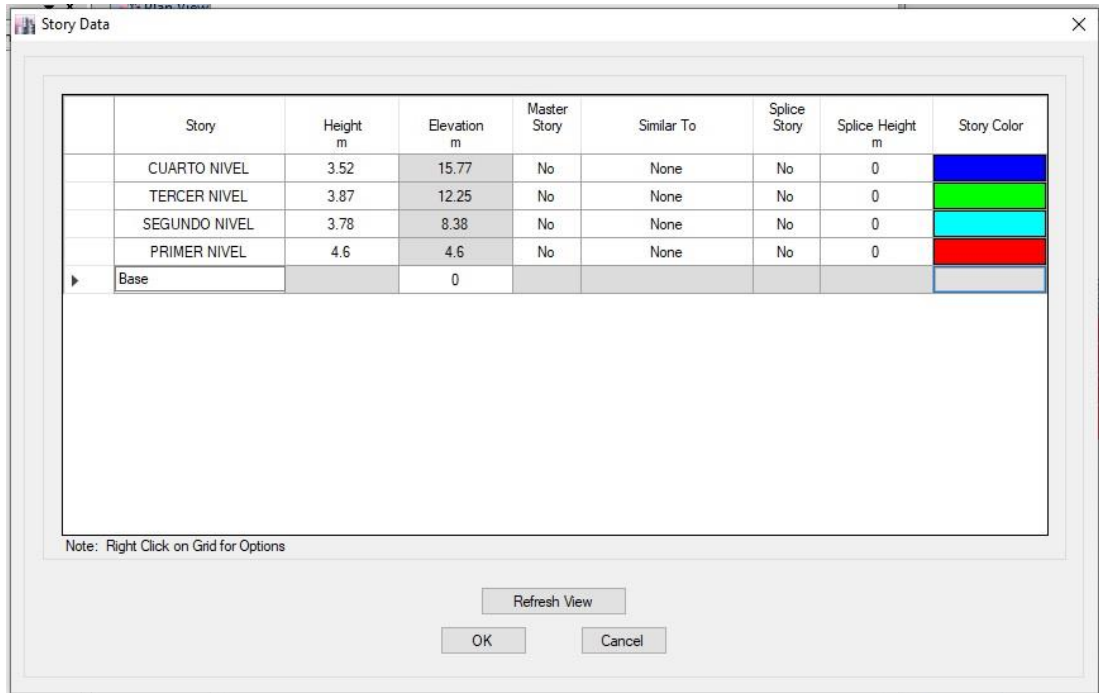 Plan View
Story Data
Story Height m Elevation m Master Story Similar To Splice Story Splice Height m Story Color
CUARTO NIVEL 3.52 15.77 No None No 0
TERCER NIVEL 3.87 12.25 No None No 0
SEGUNDO NIVEL 3.78 8.38 No None No 0
PRIMER NIVEL 4.6 4.6 No None No 0
Base 0
Note: Right Click on Grid for Options
Refresh View
OK Cancel